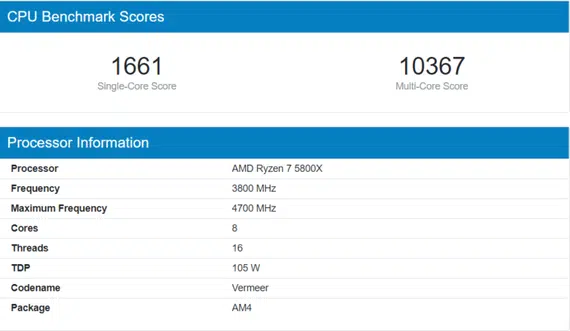 CPU Benchmark Scores
1661 10367
Single-Core Score Multi-Core Score
Processor Information
Processor AMD Ryzen 7 5800X
Frequency 3800 MHz
Maximum Frequency 4700 MHz
Cores 8
Threads 16
TDP 105 W
Codename Vermeer
Package AM4